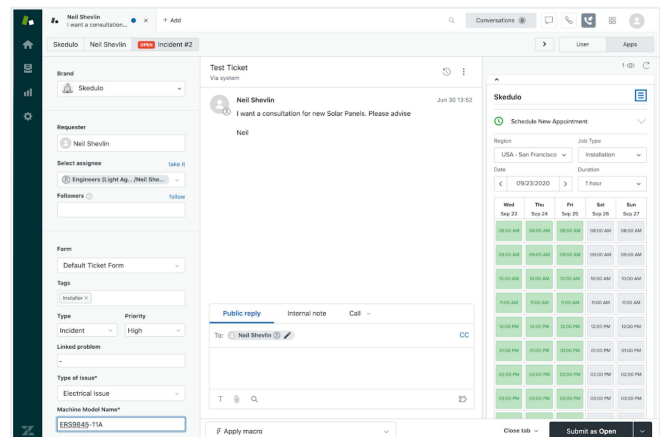 Neil Shevlin
I want a consultation...
+ Add
Conversations 0
Skedulo
Neil Shevlin
OPEN Incident #2
User
Apps
Brand
Skedulo
Requester
Neil Shevlin
Select assignee
take it
Engineers (Light Ag... /Neil She...
Followers
follow
Form
Default Ticket Form
Tags
Installer ×
Type
Priority
Incident
High
Linked problem
-
Type of Issue*
Electrical Issue
Machine Model Name*
ERS9845-11A
Test Ticket
Via system
Neil Shevlin
Jun 30 13:52
I want a consultation for new Solar Panels. Please advise
Neil
Public reply
Internal note
Call
To: Neil Shevlin
CC
Apply macro
Close tab
Submit as Open
1
Skedulo
Schedule New Appointment
Region
Job Type
USA - San Francisco
Installation
Date
Duration
09/23/2020
1 hour
Wed Thu Fri Sat Sun
Sep 23 Sep 24 Sep 25 Sep 26 Sep 27
08:00 AM 08:00 AM 08:00 AM 08:00 AM 08:00 AM
09:00 AM 09:00 AM 09:00 AM 09:00 AM 09:00 AM
10:00 AM 10:00 AM 10:00 AM 10:00 AM 10:00 AM
11:00 AM 11:00 AM 11:00 AM 11:00 AM 11:00 AM
12:00 PM 12:00 PM 12:00 PM 12:00 PM 12:00 PM
01:00 PM 01:00 PM 01:00 PM 01:00 PM 01:00 PM
02:00 PM 02:00 PM 02:00 PM 02:00 PM 02:00 PM
03:00 PM 03:00 PM 03:00 PM 03:00 PM 03:00 PM